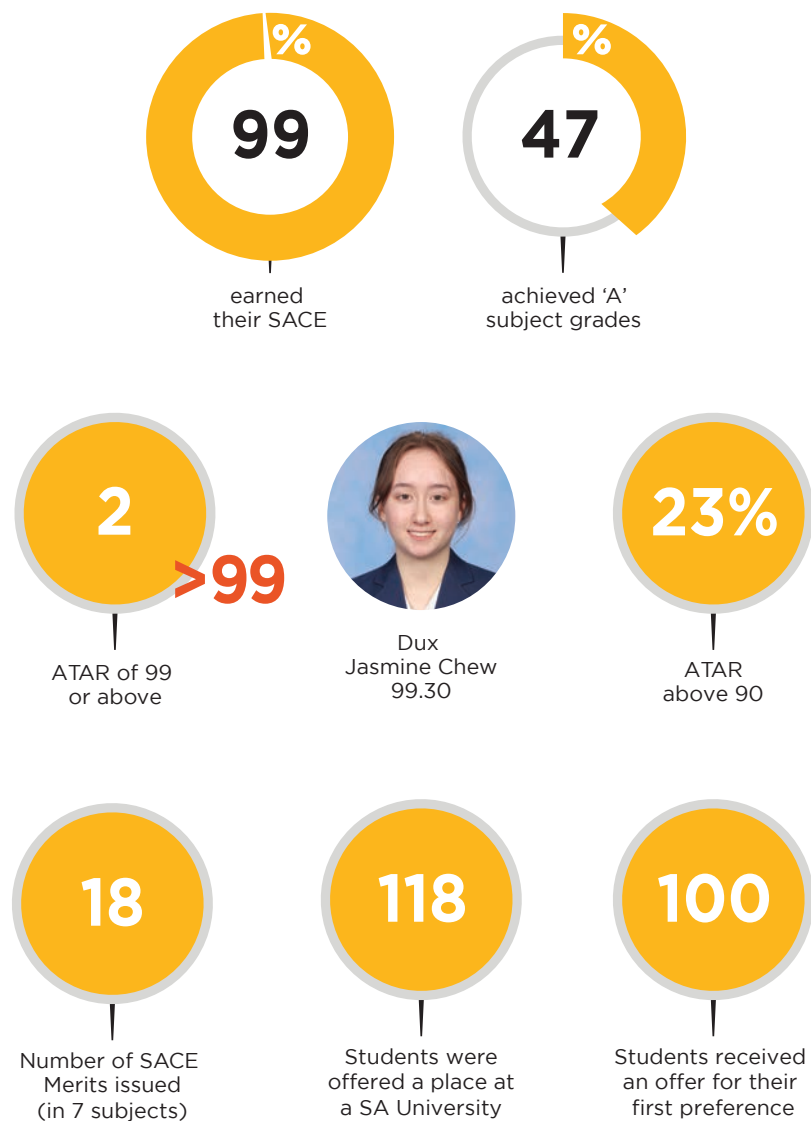 %
99
earned
their SACE
%
47
achieved ‘A’
subject grades
2
>99
ATAR of 99
or above
Dux
Jasmine Chew
99.30
23%
ATAR
above 90
18
Number of SACE
Merits issued
(in 7 subjects)
118
Students were
offered a place at
a SA University
100
Students received
an offer for their
first preference